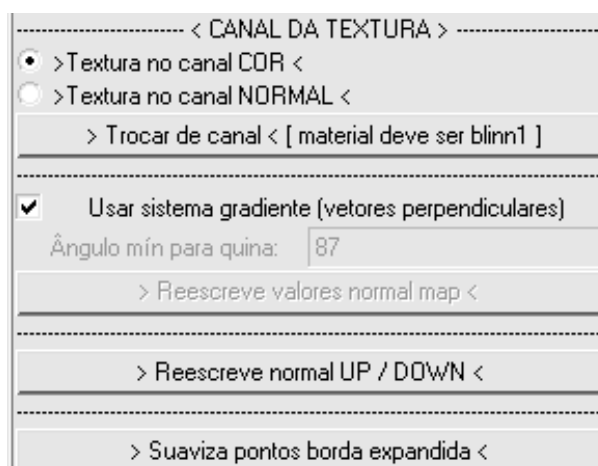 < CANAL DA TEXTURA >
>Textura no canal COR <
>Textura no canal NORMAL <
> Trocar de canal < [ material deve ser blinn1 ]
Usar sistema gradiente (vetores perpendiculares)
Ângulo mín para quina: 87
> Reescreve valores normal map <
> Reescreve normal UP / DOWN <
> Suaviza pontos borda expandida <